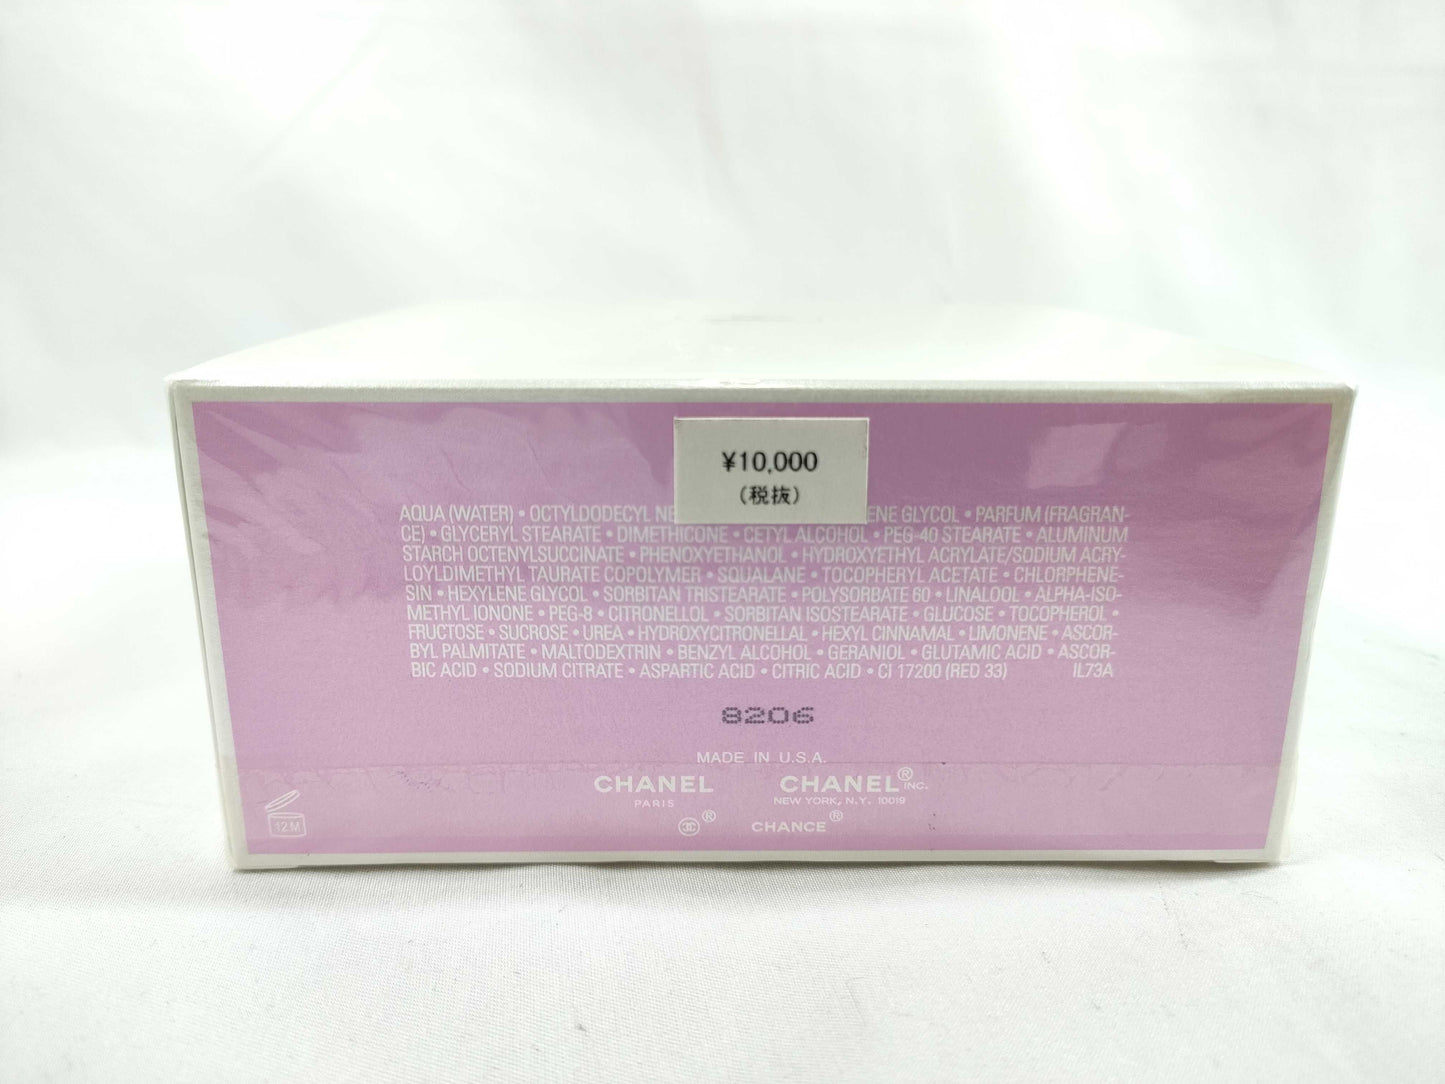 ¥10,000
(税抜)
AQUA (WATER) • OCTYLDODECYL GLYCOL • PARFUM (FRAGRAN-
CE) • GLYCERYL STEARATE • DIMETHICONE • CETYL ALCOHOL • PEG-40 STEARATE • ALUMINUM
STARCH OCTENYLSUCCINATE • PHENOXYETHANOL • HYDROXYETHYL ACRYLATE/SODIUM ACRY-
LOYLDIMETHYL TAURATE COPOLYMER • SQUALANE • TOCOPHERYL ACETATE • CHLORPHENE-
SIN • HEXYLENE GLYCOL • SORBITAN TRISTEARATE • POLYSORBATE 60 • LINALOOL • ALPHA-ISO-
METHYL IONONE • PEG-8 • CITRONELLOL • SORBITAN ISOSTEARATE • GLUCOSE • TOCOPHEROL •
FRUCTOSE • SUCROSE • UREA • HYDROXYCITRONELLAL • HEXYL CINNAMAL • LIMONENE • ASCOR-
BYL PALMITATE • MALTODEXTRIN • BENZYL ALCOHOL • GERANIOL • GLUTAMIC ACID • ASCOR-
BIC ACID • SODIUM CITRATE • ASPARTIC ACID • CITRIC ACID • CI 17200 (RED 33) IL73A
8206
MADE IN U.S.A.
CHANEL CHANEL® INC.
PARIS NEW YORK, N.Y. 10019
® CHANCE®
12M